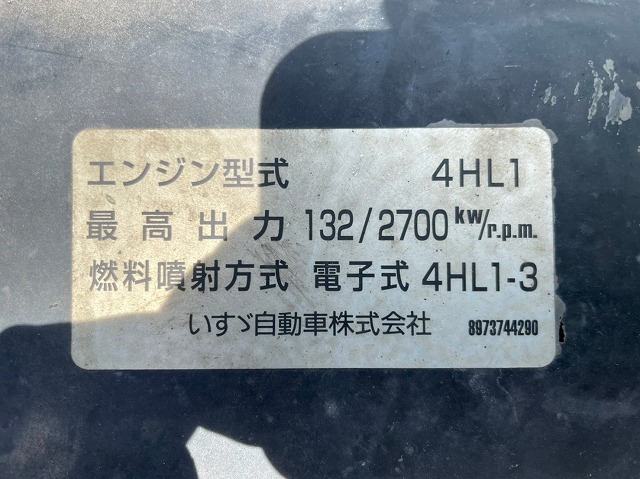 エンジン型式 4HL1
最高出力 132/2700 kw/r.p.m.
燃料噴射方式 電子式 4HL1-3
いすゞ自動車株式会社 8973744290